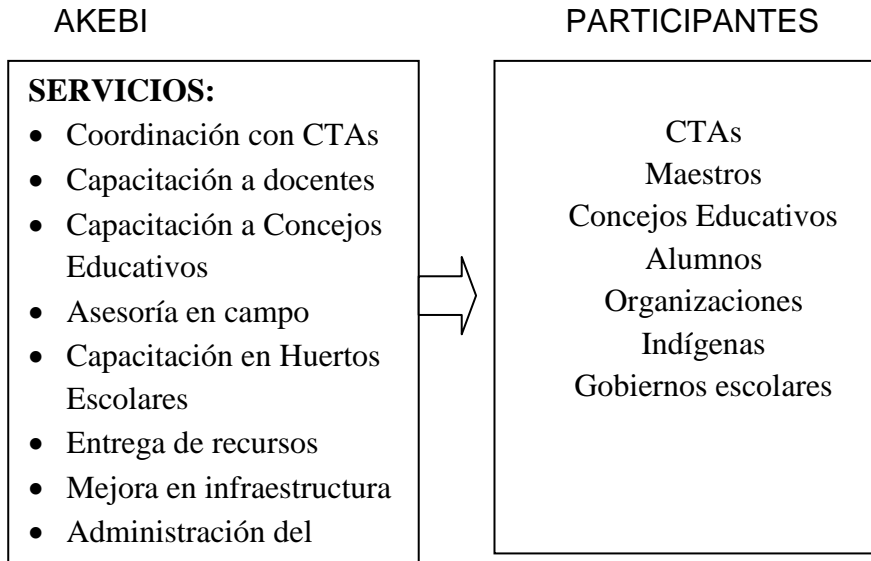 AKEBI
PARTICIPANTES
SERVICIOS:
• Coordinación con CTAs
• Capacitación a docentes
• Capacitación a Concejos
Educativos
• Asesoría en campo
• Capacitación en Huertos
Escolares
• Entrega de recursos
• Mejora en infraestructura
• Administración del
CTAs
Maestros
Concejos Educativos
Alumnos
Organizaciones
Indígenas
Gobiernos escolares